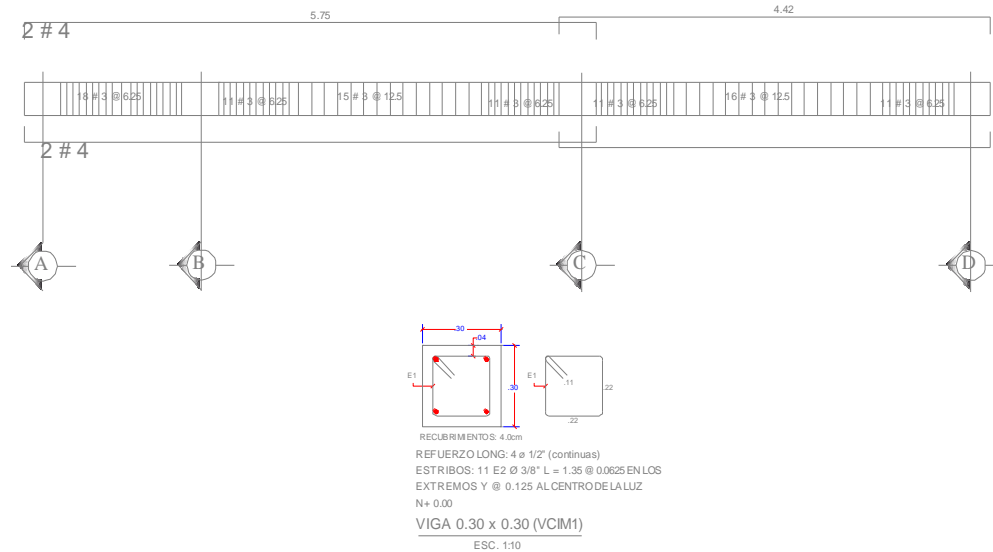 5.75
4.42
2 # 4
18 # 3 @ 6.25
11 # 3 @ 6.25
15 # 3 @ 12.5
11 # 3 @ 6.25
11 # 3 @ 6.25
16 # 3 @ 12.5
11 # 3 @ 6.25
2 # 4
A
B
C
D
.30
.04
E1
.30
E1
.11
.22
.22
RECUBRIMIENTOS: 4.0cm
REFUERZO LONG: 4 ø 1/2" (continuas)
ESTRIBOS: 11 E2 Ø 3/8" L = 1.35 @ 0.0625 EN LOS
EXTREMOS Y @ 0.125 AL CENTRO DE LA LUZ
N+ 0.00
VIGA 0.30 x 0.30 (VCIM1)
ESC. 1:10